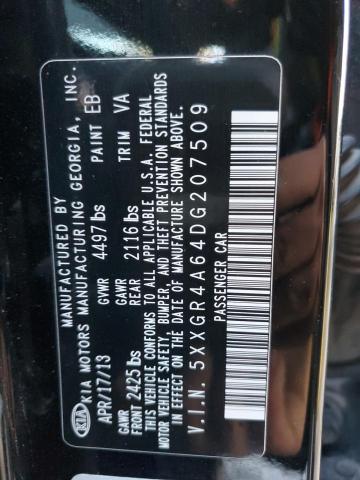 MANUFACTURED BY
KIA KIA MOTORS MANUFACTURING GEORGIA, INC.
APR/17/13 GVWR 4497 lbs PAINT EB
GAWR FRONT 2425 lbs GAWR REAR 2116 lbs TRIM VA
THIS VEHICLE CONFORMS TO ALL APPLICABLE U.S.A. FEDERAL
MOTOR VEHICLE SAFETY, BUMPER, AND THEFT PREVENTION STANDARDS
IN EFFECT ON THE DATE OF MANUFACTURE SHOWN ABOVE.
V.I.N. 5XXGR4A64DG207509
PASSENGER CAR